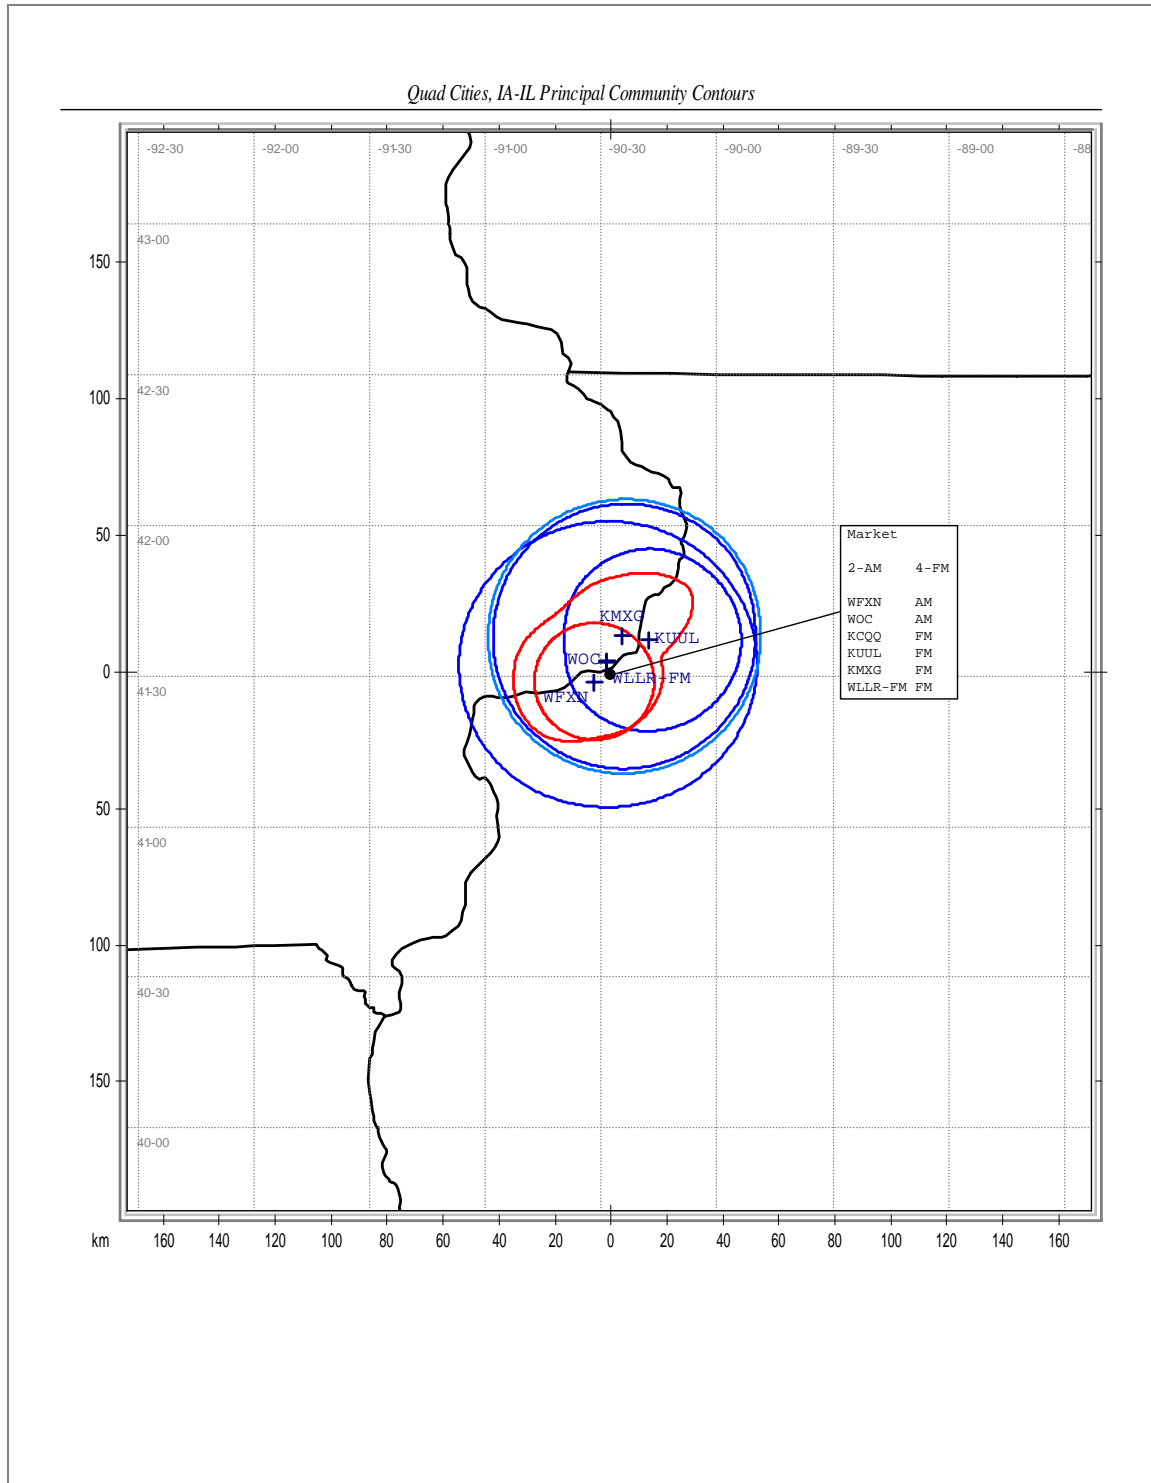 Quad Cities, IA-IL Principal Community Contours
-92-30 -92-00 -91-30 -91-00 -90-30 -90-00 -89-30 -89-00 -88
43-00
150
42-30
100
50
42-00
Market
2-AM 4-FM
WFXN AM
WOC AM
KCQQ FM
KUUL FM
KMXG FM
WLLR-FM FM
KMXG
KUUL
WOC
0
WLLR-FM
41-30
WFXN
50
41-00
100
40-30
150
40-00
km 160 140 120 100 80 60 40 20 0 20 40 60 80 100 120 140 160